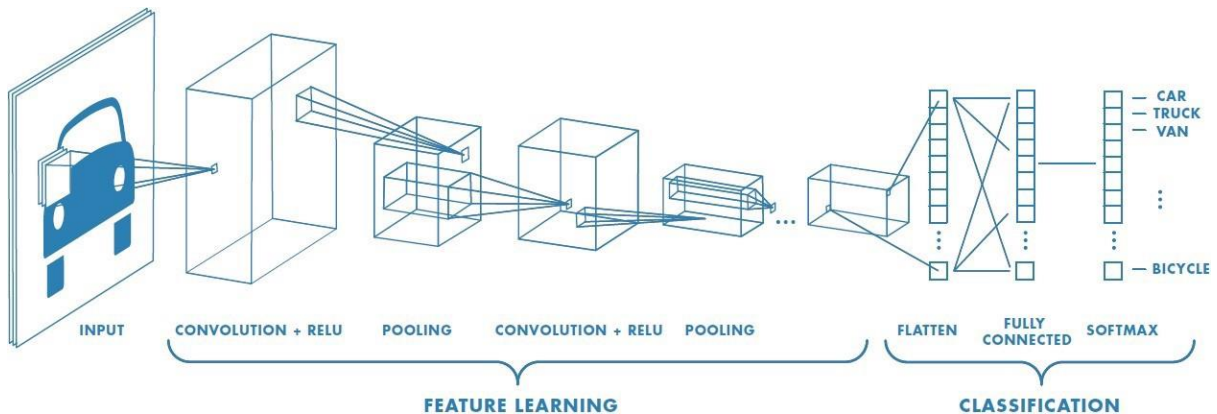 CAR
TRUCK
VAN
BICYCLE
INPUT
CONVOLUTION + RELU
POOLING
CONVOLUTION + RELU
POOLING
FLATTEN
FULLY
CONNECTED
SOFTMAX
FEATURE LEARNING
CLASSIFICATION